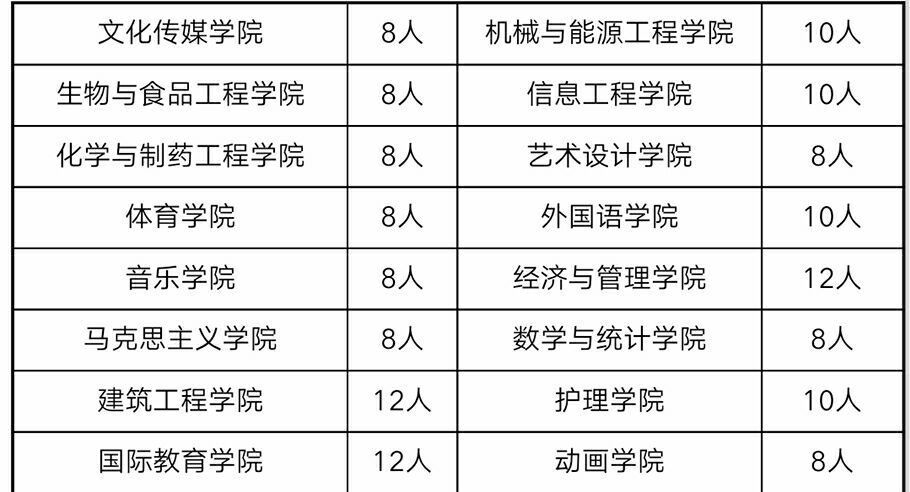 文化传媒学院 8人 机械与能源工程学院 10人
生物与食品工程学院 8人 信息工程学院 10人
化学与制药工程学院 8人 艺术设计学院 8人
体育学院 8人 外国语学院 10人
音乐学院 8人 经济与管理学院 12人
马克思主义学院 8人 数学与统计学院 8人
建筑工程学院 12人 护理学院 10人
国际教育学院 12人 动画学院 8人